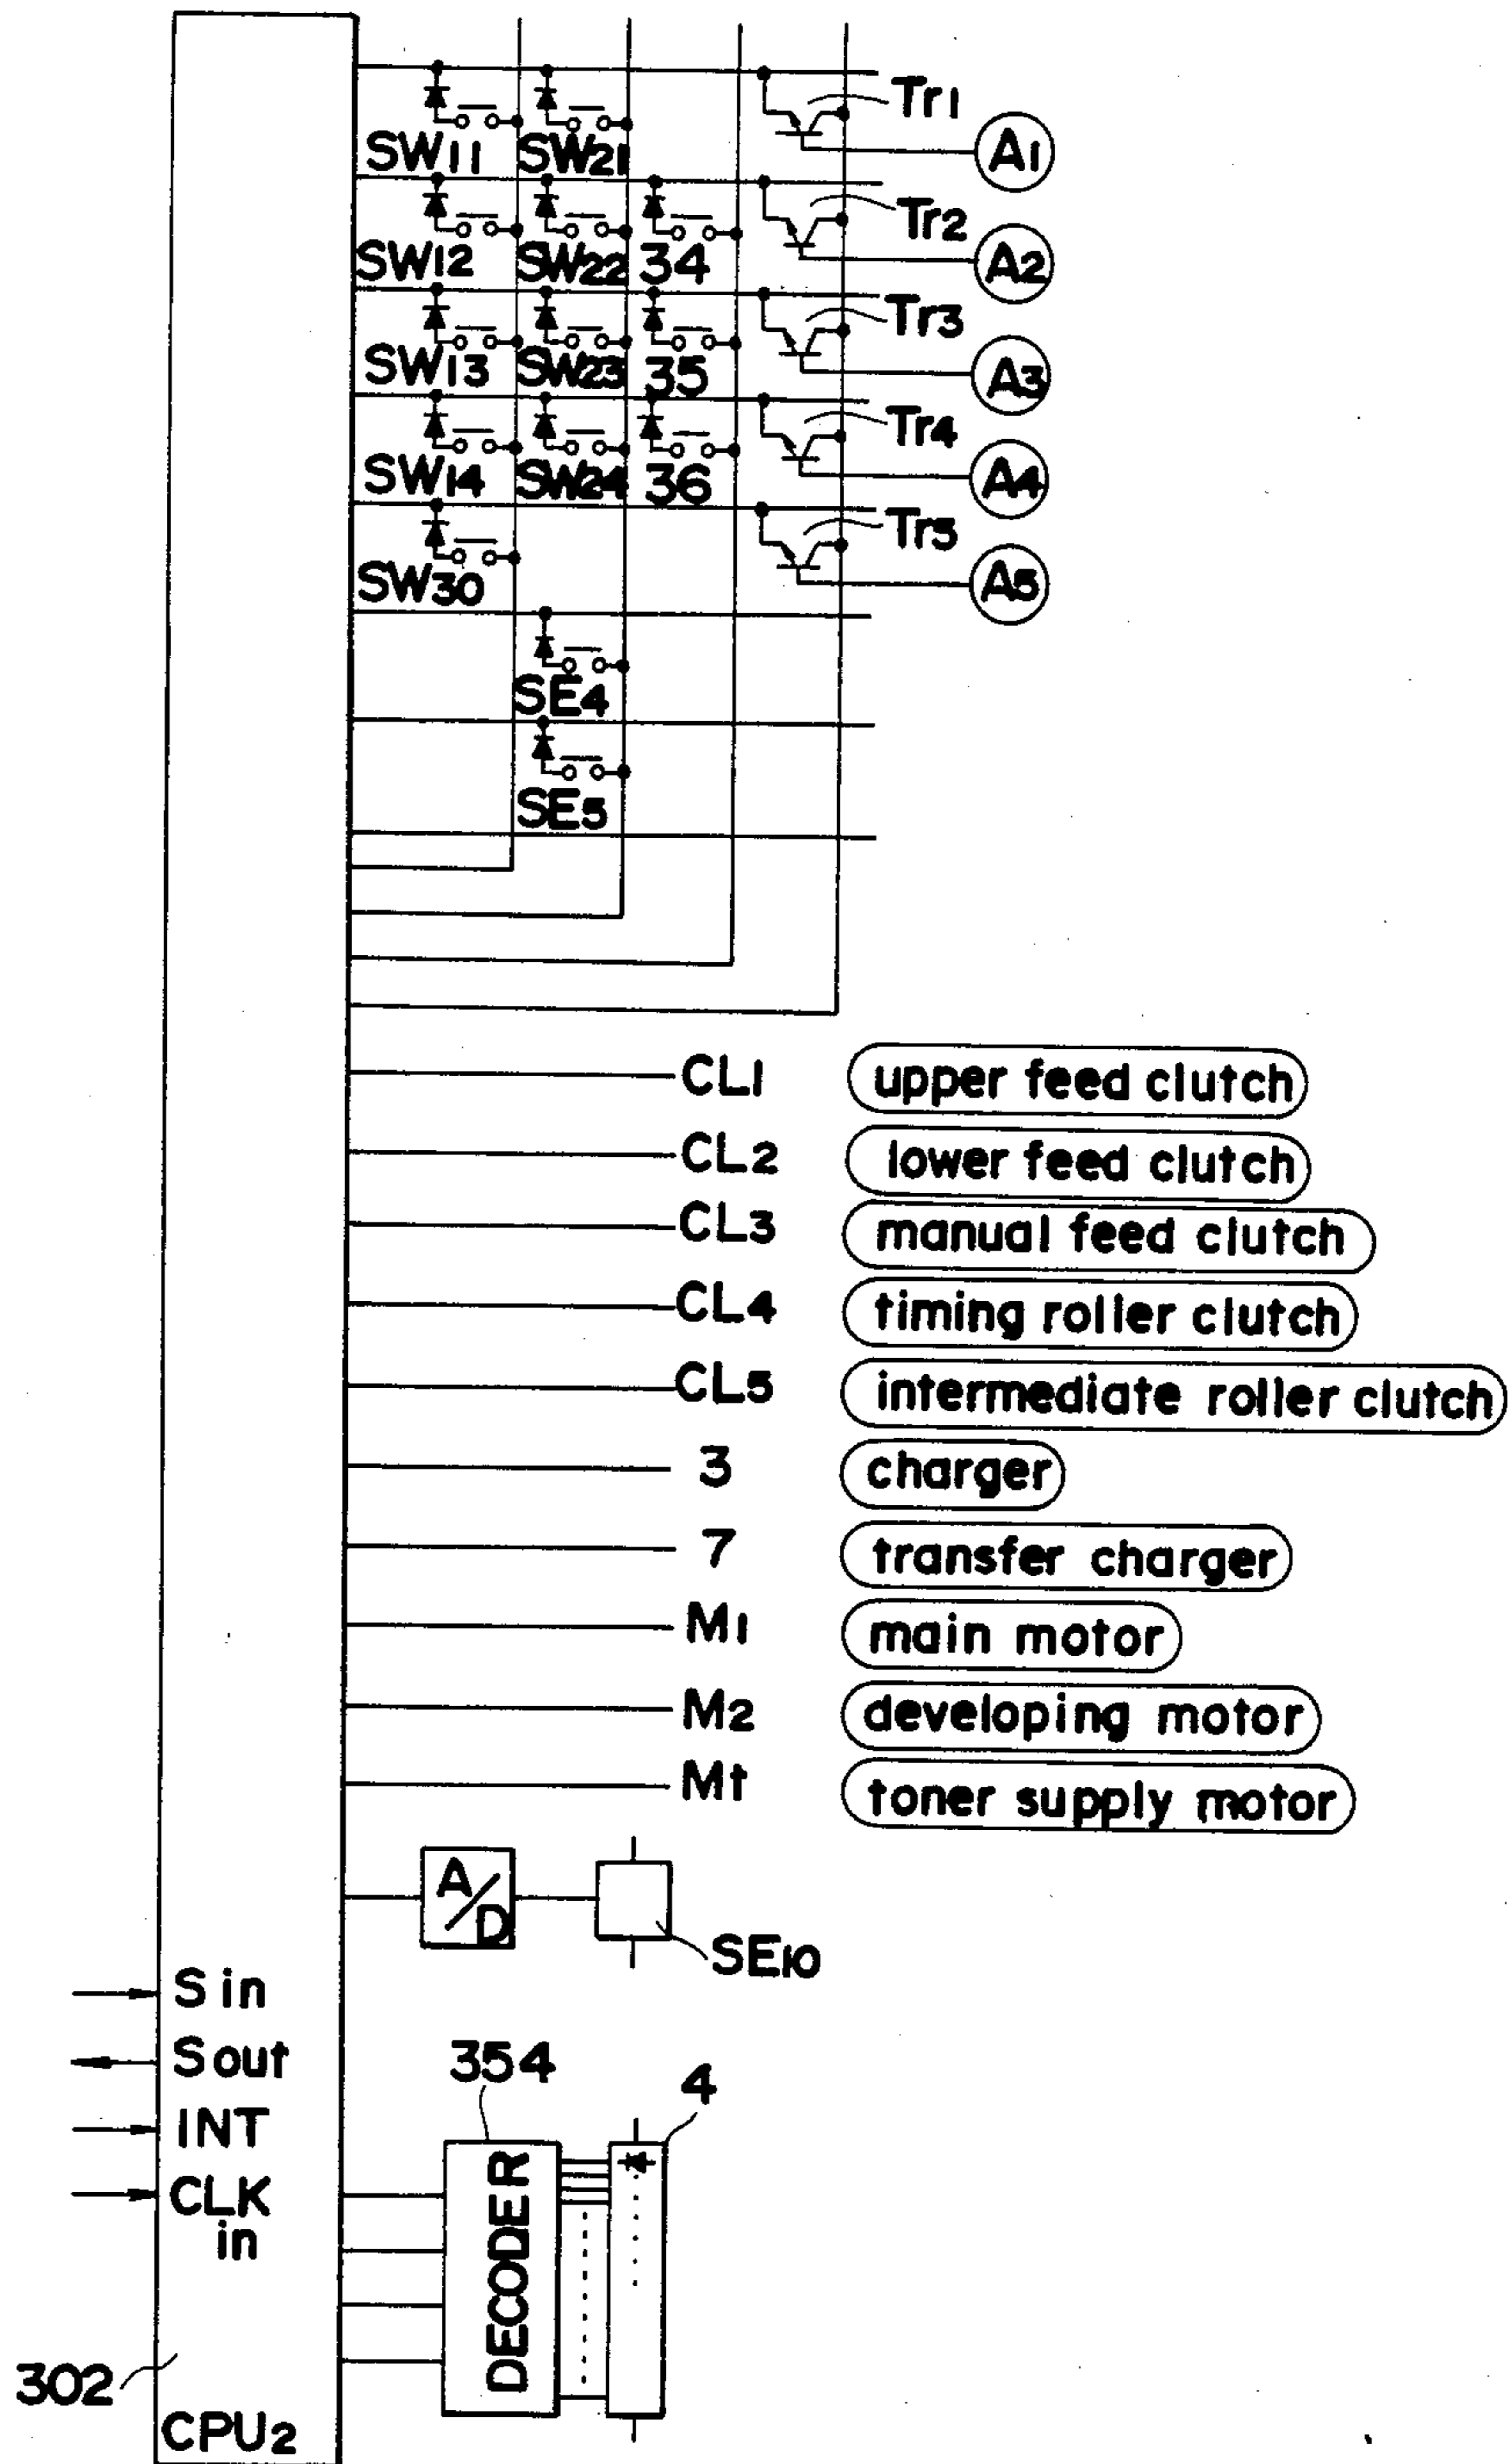 Tr1
A1
SW11 SW21
Tr2
A2
SW12 SW22 34
Tr3
A3
SW13 SW23 35
Tr4
A4
SW14 SW24 36
Tr5
A5
SW30
SE4
SE5
CL1 upper feed clutch
CL2 lower feed clutch
CL3 manual feed clutch
CL4 timing roller clutch
CL5 intermediate roller clutch
3 charger
7 transfer charger
M1 main motor
M2 developing motor
Mt toner supply motor
A/D
SE10
Sin
Sout
354
4
INT
CLK
in
DECODER
302
CPU2